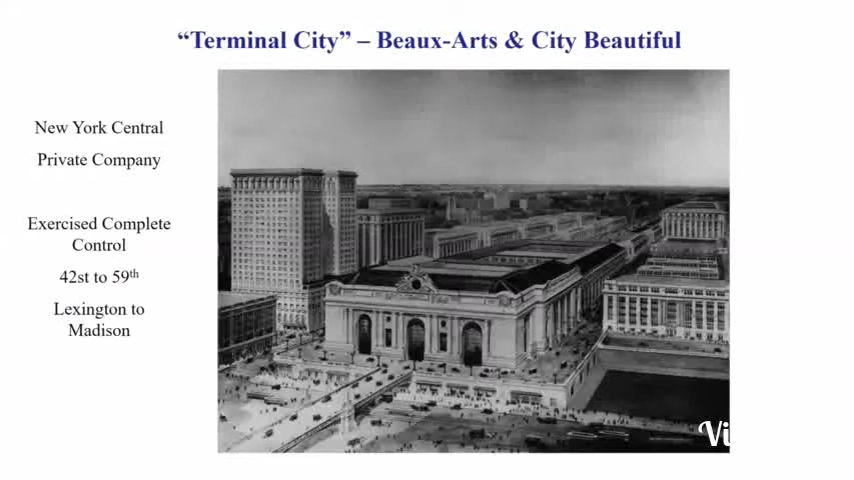 “Terminal City” – Beaux-Arts & City Beautiful
New York Central
Private Company
Exercised Complete
Control
42st to 59th
Lexington to
Madison
Vi